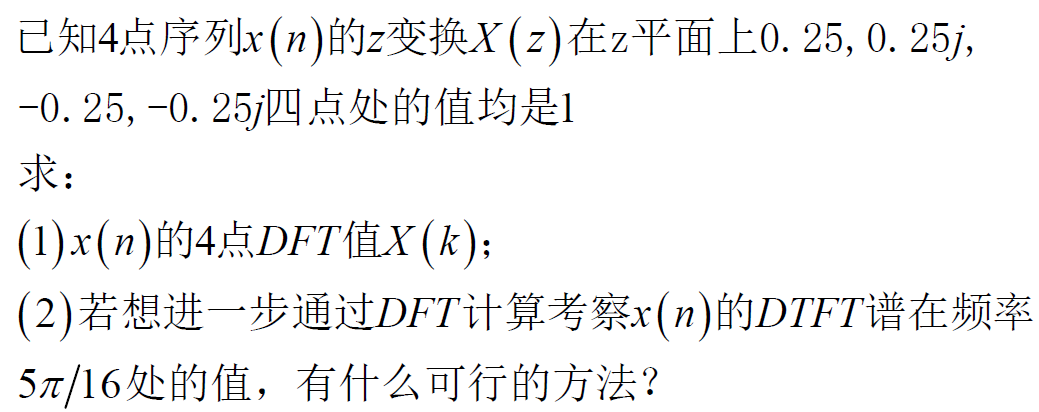 已知4点序列x(n)的z变换X(z)在z平面上0.25,0.25j,
-0.25,-0.25j四点处的值均是1
求：
(1)x(n)的4点DFT值X(k)；
(2)若想进一步通过DFT计算考察x(n)的DTFT谱在频率
5π/16处的值，有什么可行的方法？